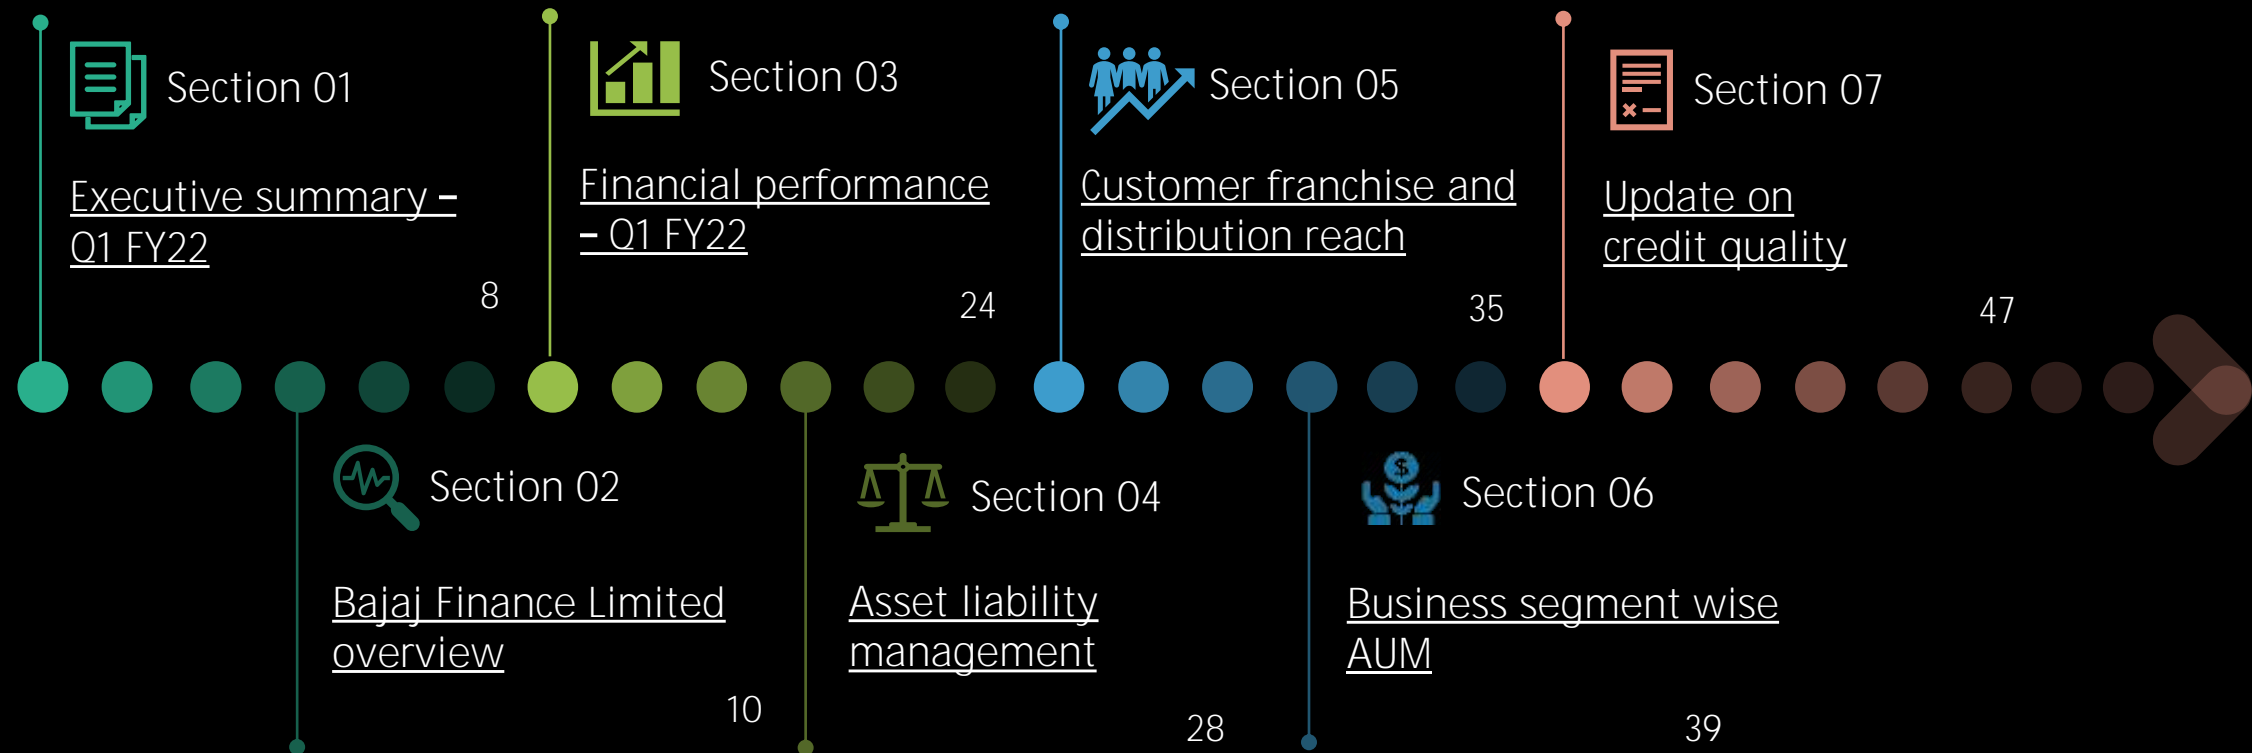 Section 01
Executive summary –
Q1 FY22
8
Section 02
Bajaj Finance Limited
overview
10
Section 03
Financial performance
– Q1 FY22
24
Section 04
Asset liability
management
28
Section 05
Customer franchise and
distribution reach
35
Section 06
Business segment wise
AUM
39
Section 07
Update on
credit quality
47